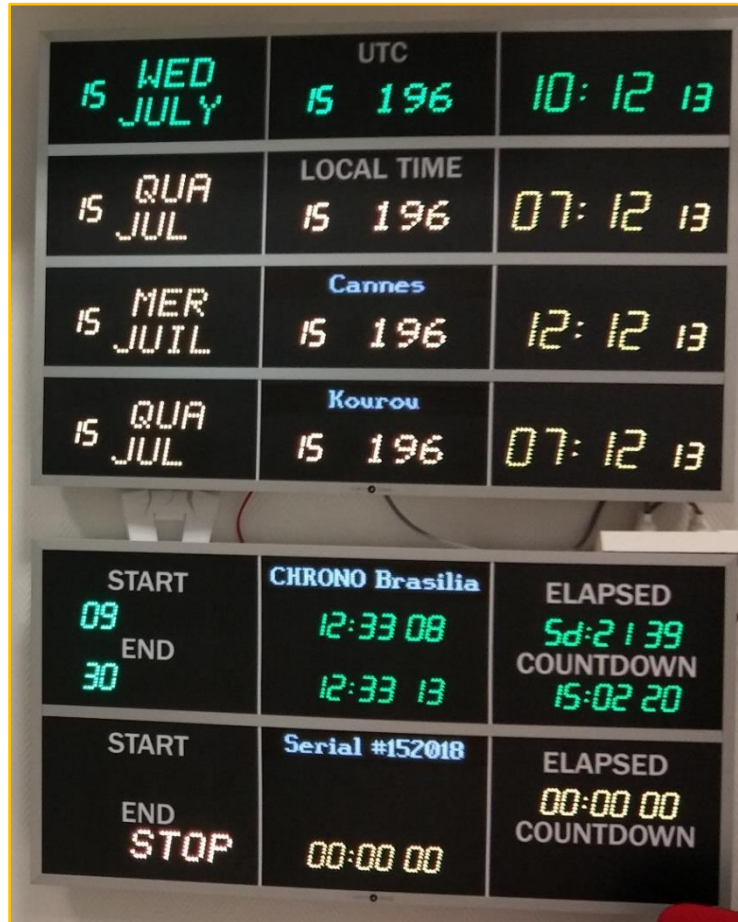 15 WED JULY UTC 15 196 10:12 13
15 QUA JUL LOCAL TIME 15 196 07:12 13
15 MER JUIL Cannes 15 196 12:12 13
15 QUA JUL Kourou 15 196 07:12 13
START CHRONO Brasilia ELAPSED
09 12:33 08 5d:21 39
END COUNTDOWN
30 12:33 13 15:02 20
START Serial #152018 ELAPSED
00:00 00
END COUNTDOWN
STOP 00:00 00